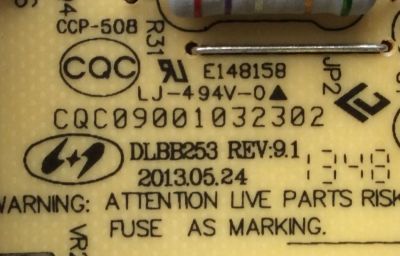 CCP-508
R31
CQC
E148158
LJ-494V-0
JP2
CQC09001032302
DLBB253 REV:9.1
2013.05.24
1348
WARNING: ATTENTION LIVE PARTS RISK
FUSE AS MARKING.
VR2